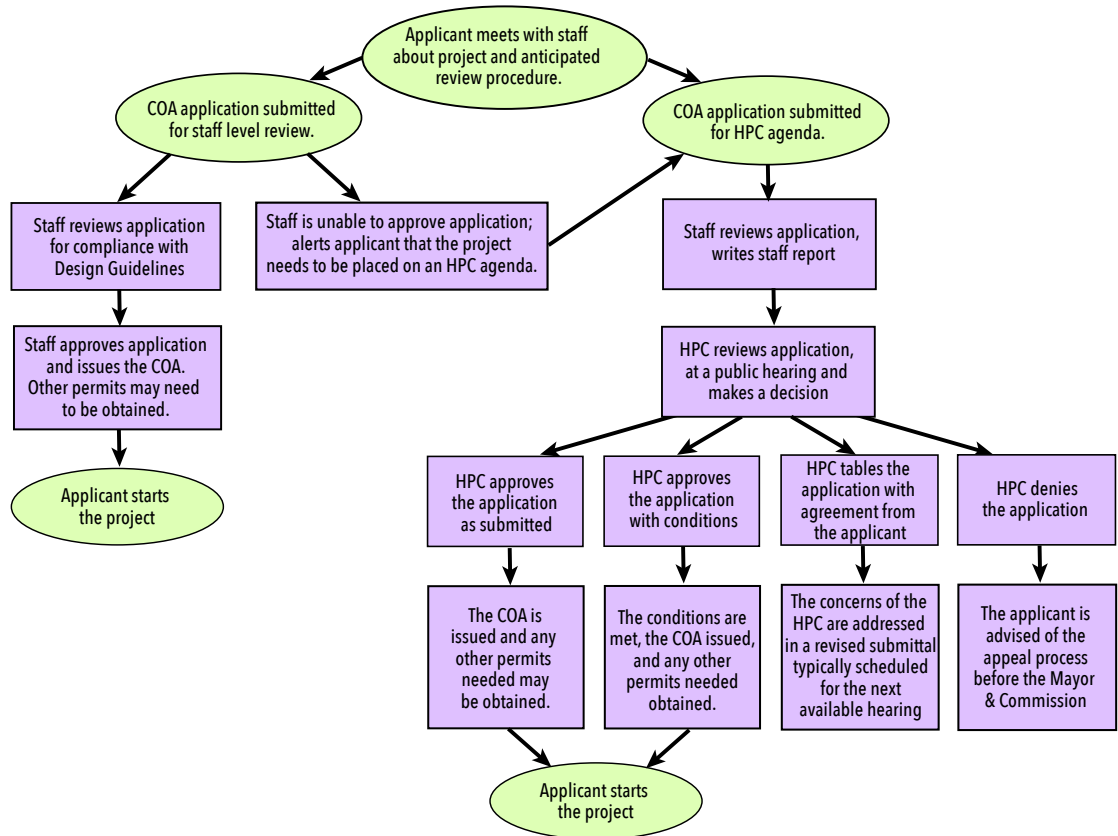 Applicant meets with staff
about project and anticipated
review procedure.
COA application submitted
for staff level review.
COA application submitted
for HPC agenda.
Staff reviews application
for compliance with
Design Guidelines
Staff is unable to approve application;
alerts applicant that the project
needs to be placed on an HPC agenda.
Staff reviews application,
writes staff report
Staff approves application
and issues the COA.
Other permits may need
to be obtained.
HPC reviews application,
at a public hearing and
makes a decision
Applicant starts
the project
HPC approves
the application
as submitted
HPC approves
the application
with conditions
HPC tables the
application with
agreement from
the applicant
HPC denies
the application
The COA is
issued and any
other permits
needed may
be obtained.
The conditions are
met, the COA issued,
and any other
permits needed
obtained.
The concerns of the
HPC are addressed
in a revised submittal
typically scheduled
for the next
available hearing
The applicant is
advised of the
appeal process
before the Mayor
& Commission
Applicant starts
the project